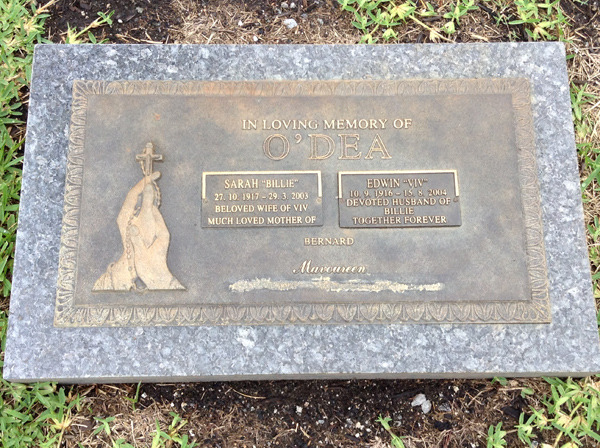 IN LOVING MEMORY OF
O'DEA
SARAH "BILLIE"
27. 10. 1917 - 29. 3. 2003
BELOVED WIFE OF VIV
MUCH LOVED MOTHER OF
EDWIN "VIV"
10. 9. 1916 - 15. 8. 2004
DEVOTED HUSBAND OF
BILLIE
TOGETHER FOREVER
BERNARD
Mavoureen